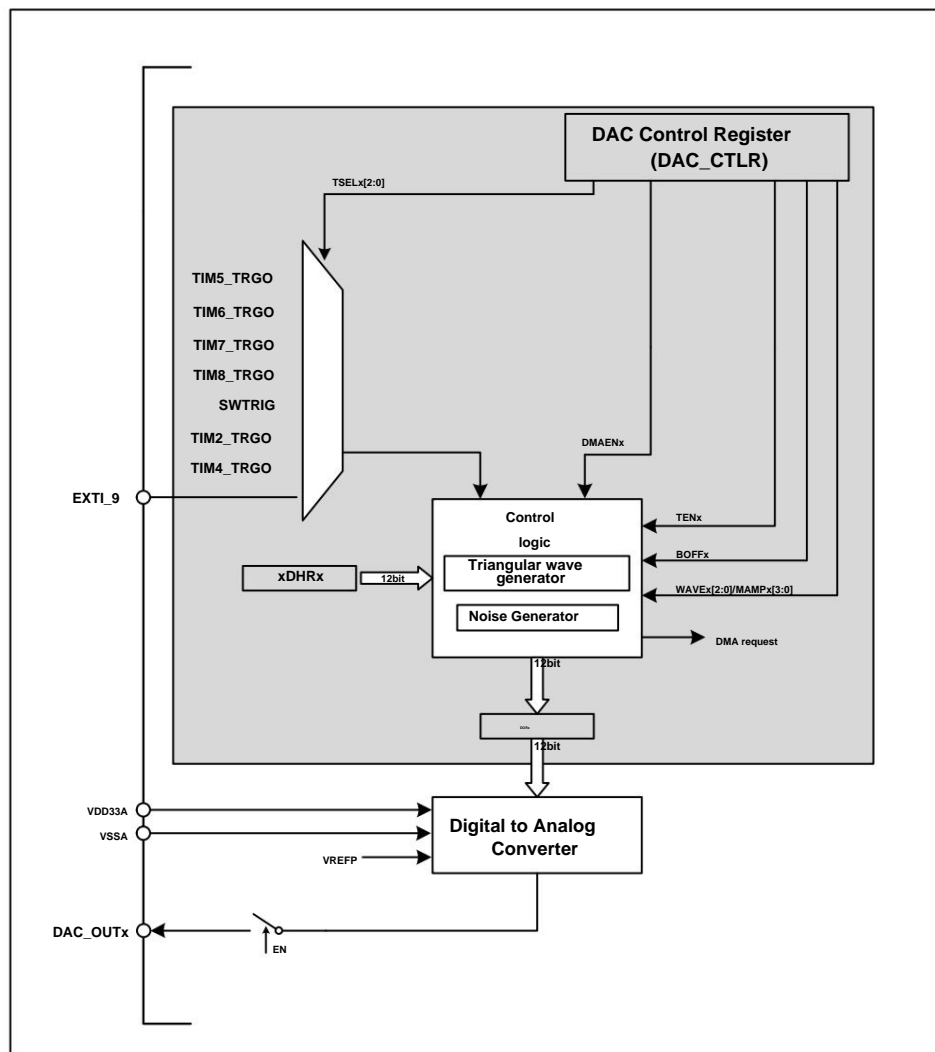 DAC Control Register
(DAC_CTLR)
TSELx[2:0]
TIM5_TRGO
TIM6_TRGO
TIM7_TRGO
TIM8_TRGO
SWTRIG
TIM2_TRGO
TIM4_TRGO
DMAENx
EXTI_9
Control
logic
TENx
BOFFx
xDHRx
12bit
Triangular wave
generator
WAVEx[2:0]/MAMPx[3:0]
Noise Generator
DMA request
12bit
12bit
VDD33A
VSSA
VREFP
Digital to Analog
Converter
DAC_OUTx
EN